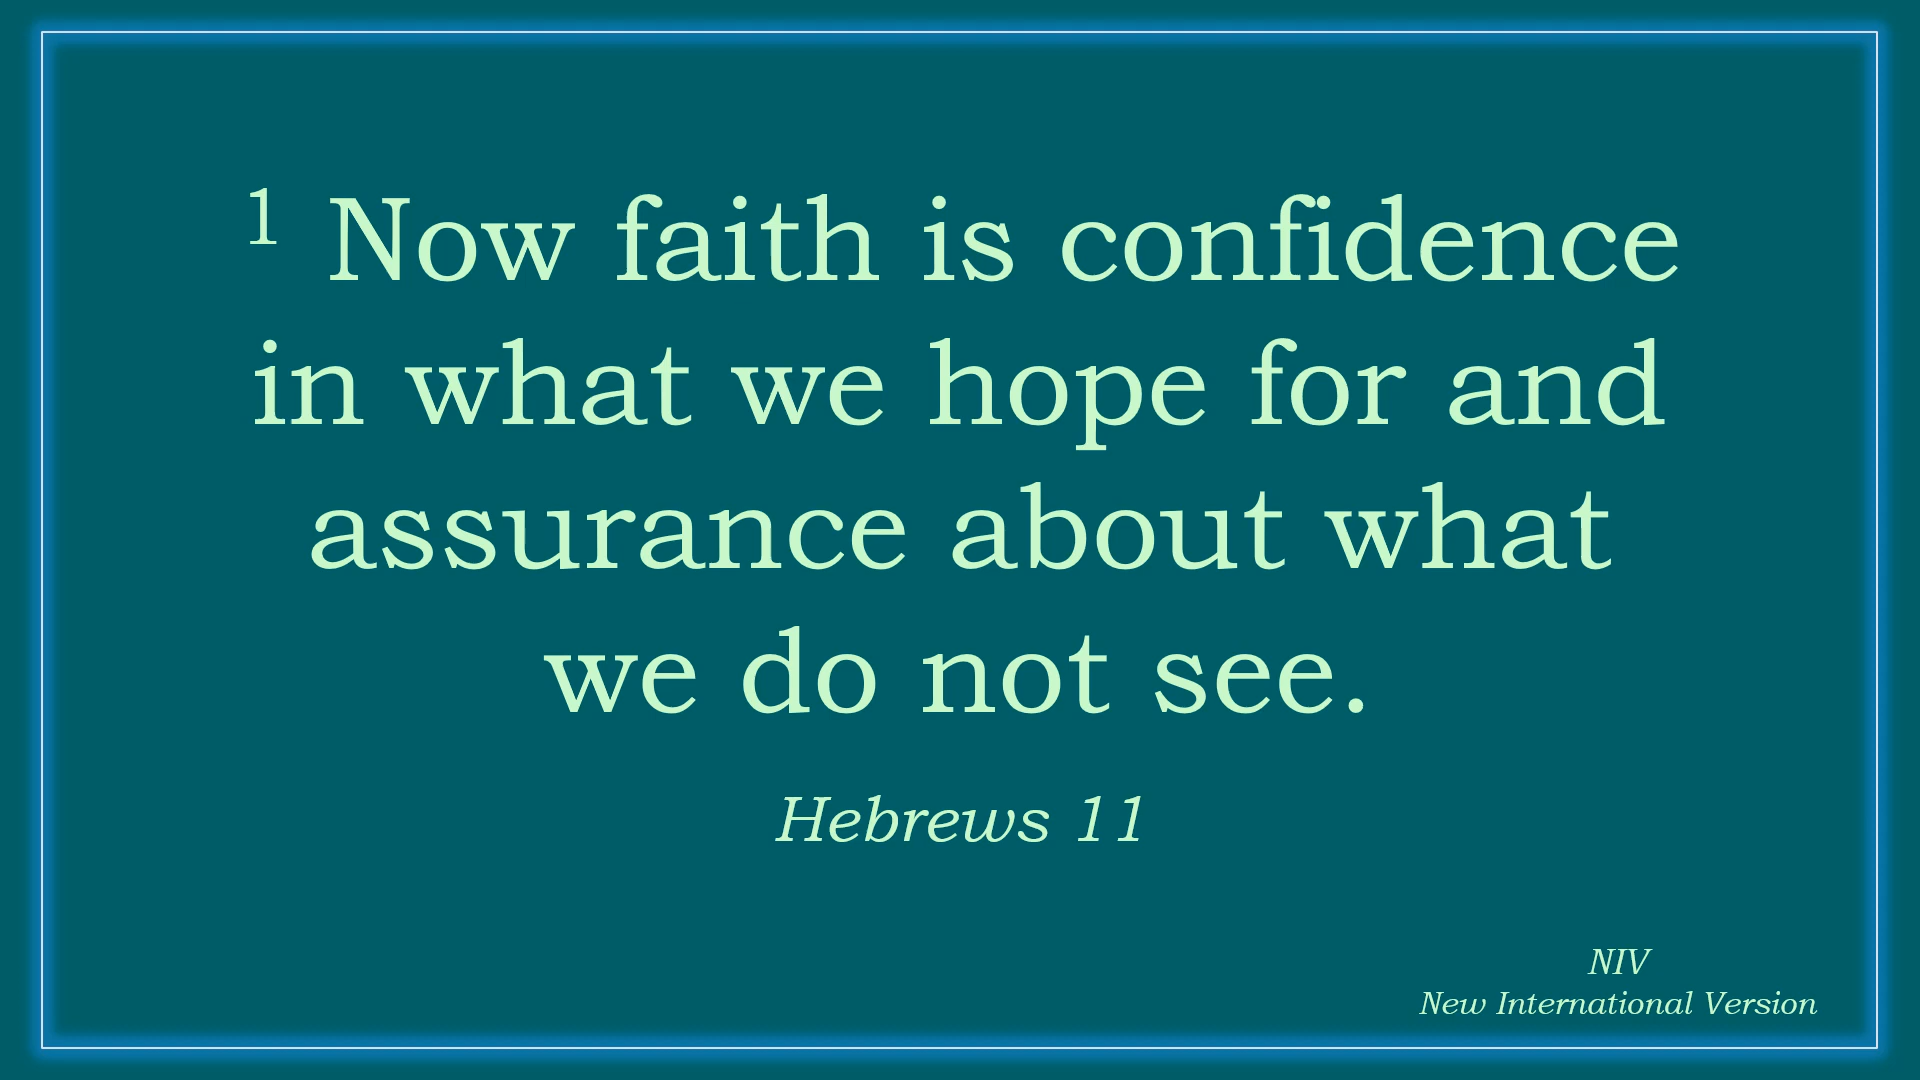 1 Now faith is confidence
in what we hope for and
assurance about what
we do not see.
Hebrews 11
NIV
New International Version